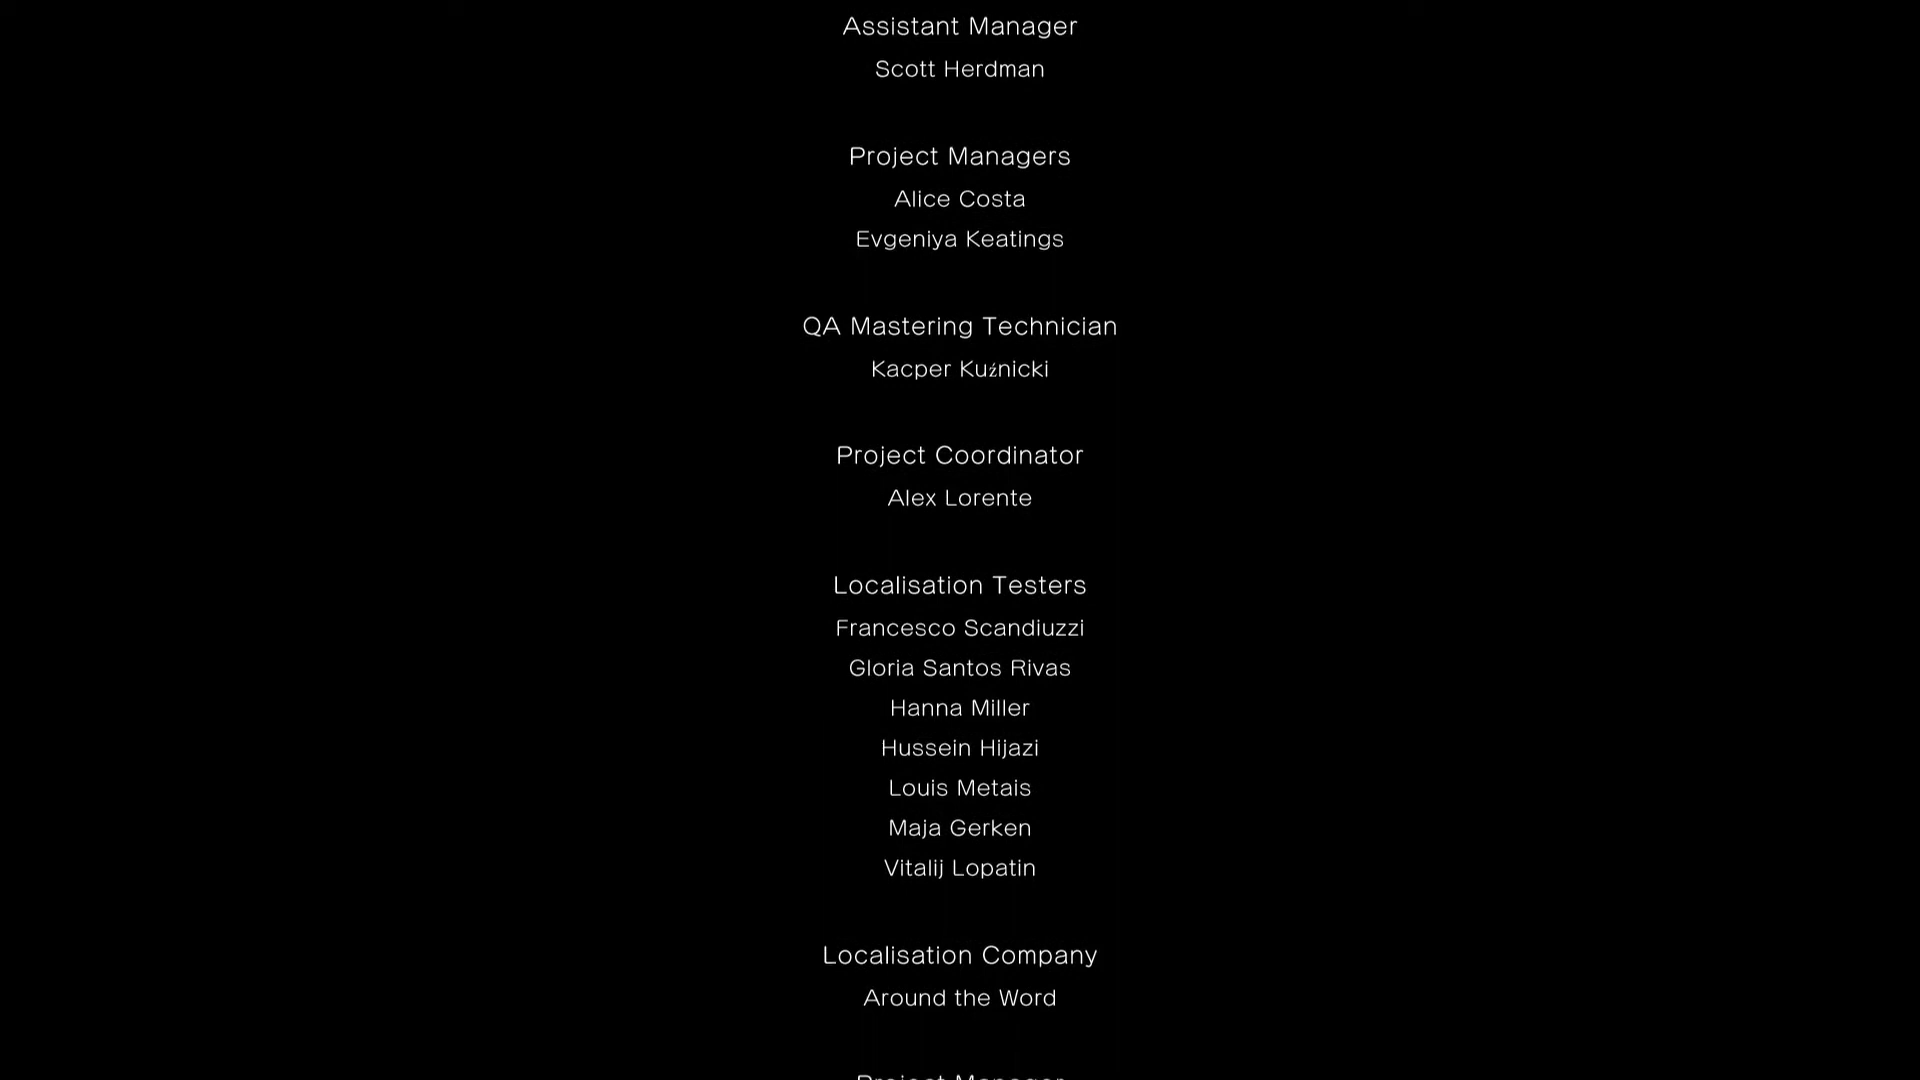 Assistant Manager
Scott Herdman
Project Managers
Alice Costa
Evgeniya Keatings
QA Mastering Technician
Kacper Kuźnicki
Project Coordinator
Alex Lorente
Localisation Testers
Francesco Scandiuzzi
Gloria Santos Rivas
Hanna Miller
Hussein Hijazi
Louis Metais
Maja Gerken
Vitalij Lopatin
Localisation Company
Around the Word
Project Manager